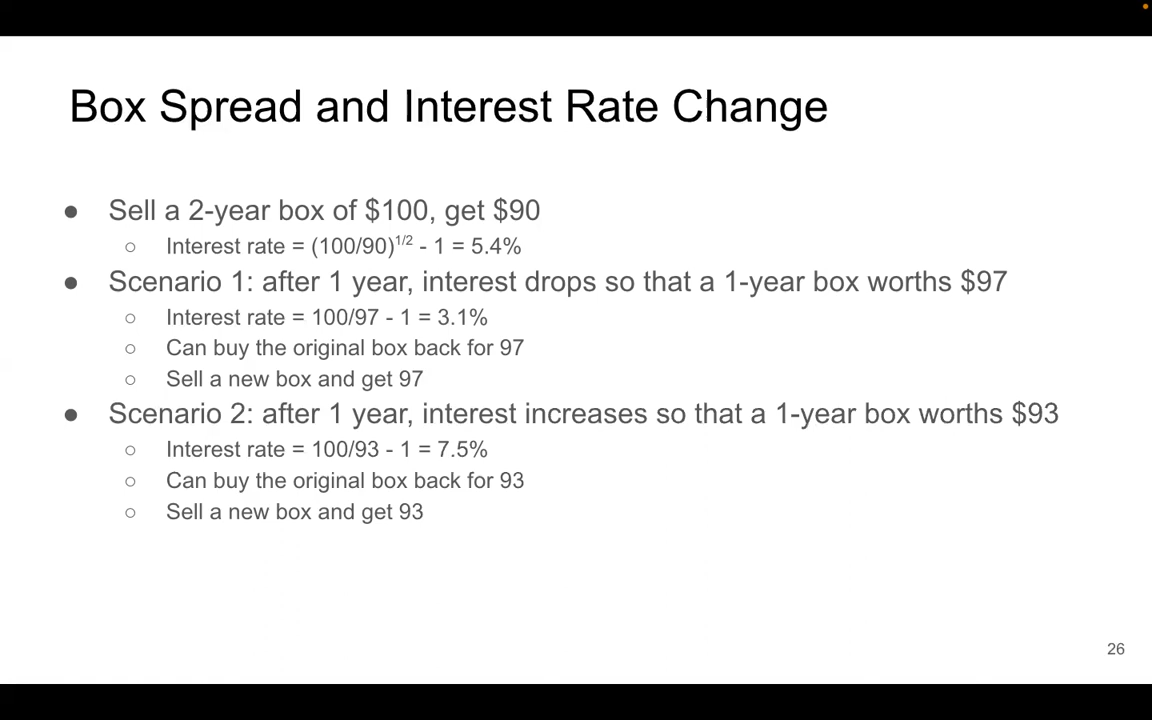 Box Spread and Interest Rate Change
● Sell a 2-year box of $100, get $90
○ Interest rate = (100/90)^1/2 - 1 = 5.4%
● Scenario 1: after 1 year, interest drops so that a 1-year box worths $97
○ Interest rate = 100/97 - 1 = 3.1%
○ Can buy the original box back for 97
○ Sell a new box and get 97
● Scenario 2: after 1 year, interest increases so that a 1-year box worths $93
○ Interest rate = 100/93 - 1 = 7.5%
○ Can buy the original box back for 93
○ Sell a new box and get 93
26